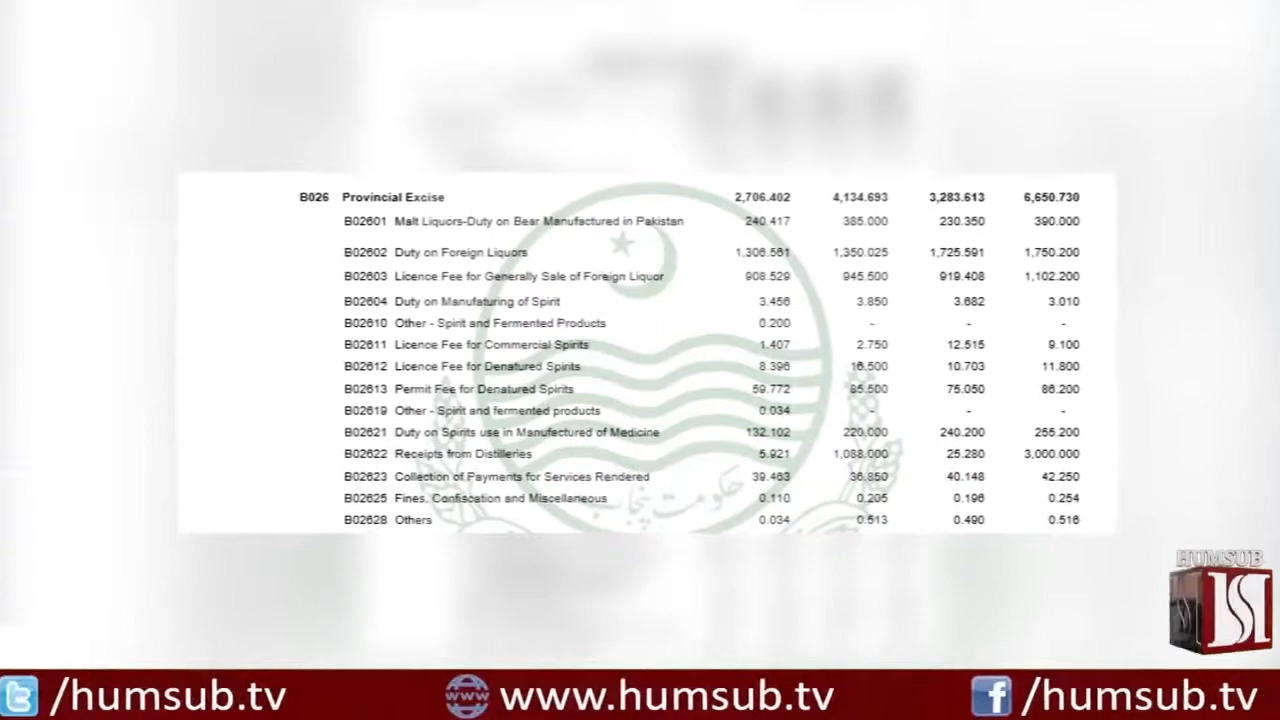 B026 Provincial Excise 2,706.402 4,134.693 3,283.613 6,650.730
B02601 Malt Liquors-Duty on Bear Manufactured in Pakistan 240.417 385.000 230.350 390.000
B02602 Duty on Foreign Liquors 1,306.561 1,350.025 1,725.591 1,750.200
B02603 Licence Fee for Generally Sale of Foreign Liquor 908.529 945.500 919.408 1,102.200
B02604 Duty on Manufaturing of Spirit 3.456 3.850 3.682 3.010
B02610 Other - Spirit and Fermented Products 0.200 - - -
B02611 Licence Fee for Commercial Spirits 1.407 2.750 12.515 9.100
B02612 Licence Fee for Denatured Spirits 8.396 16.500 10.703 11.800
B02613 Permit Fee for Denatured Spirits 59.772 85.500 75.050 86.200
B02619 Other - Spirit and fermented products 0.034 - - -
B02621 Duty on Spirits use in Manufactured of Medicine 132.102 220.000 240.200 255.200
B02622 Receipts from Distilleries 5.921 1,088.000 25.280 3,000.000
B02623 Collection of Payments for Services Rendered 39.463 36.850 40.148 42.250
B02625 Fines, Confiscation and Miscellaneous 0.110 0.205 0.196 0.254
B02628 Others 0.034 0.513 0.490 0.516
حکومت پنجاب
HUMSUB
/humsub.tv
www
www.humsub.tv
/humsub.tv